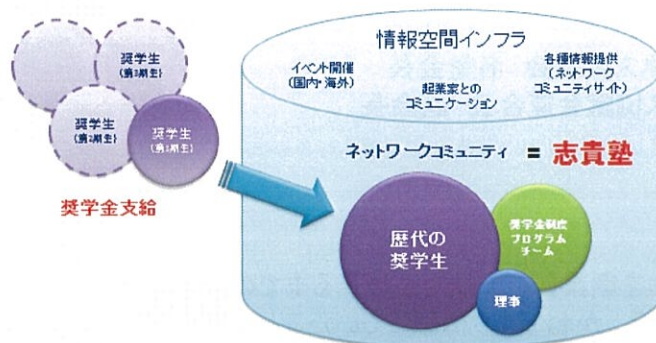 奨学生
(第3期生)
奨学生
(第2期生)
奨学生
(第1期生)
奨学金支給
情報空間インフラ
イベント開催
(国内・海外)
起業家との
コミュニケーション
各種情報提供
(ネットワーク
コミュニティサイト)
ネットワークコミュニティ = 志貴塾
歴代の
奨学生
奨学金制度
プログラム
チーム
理事